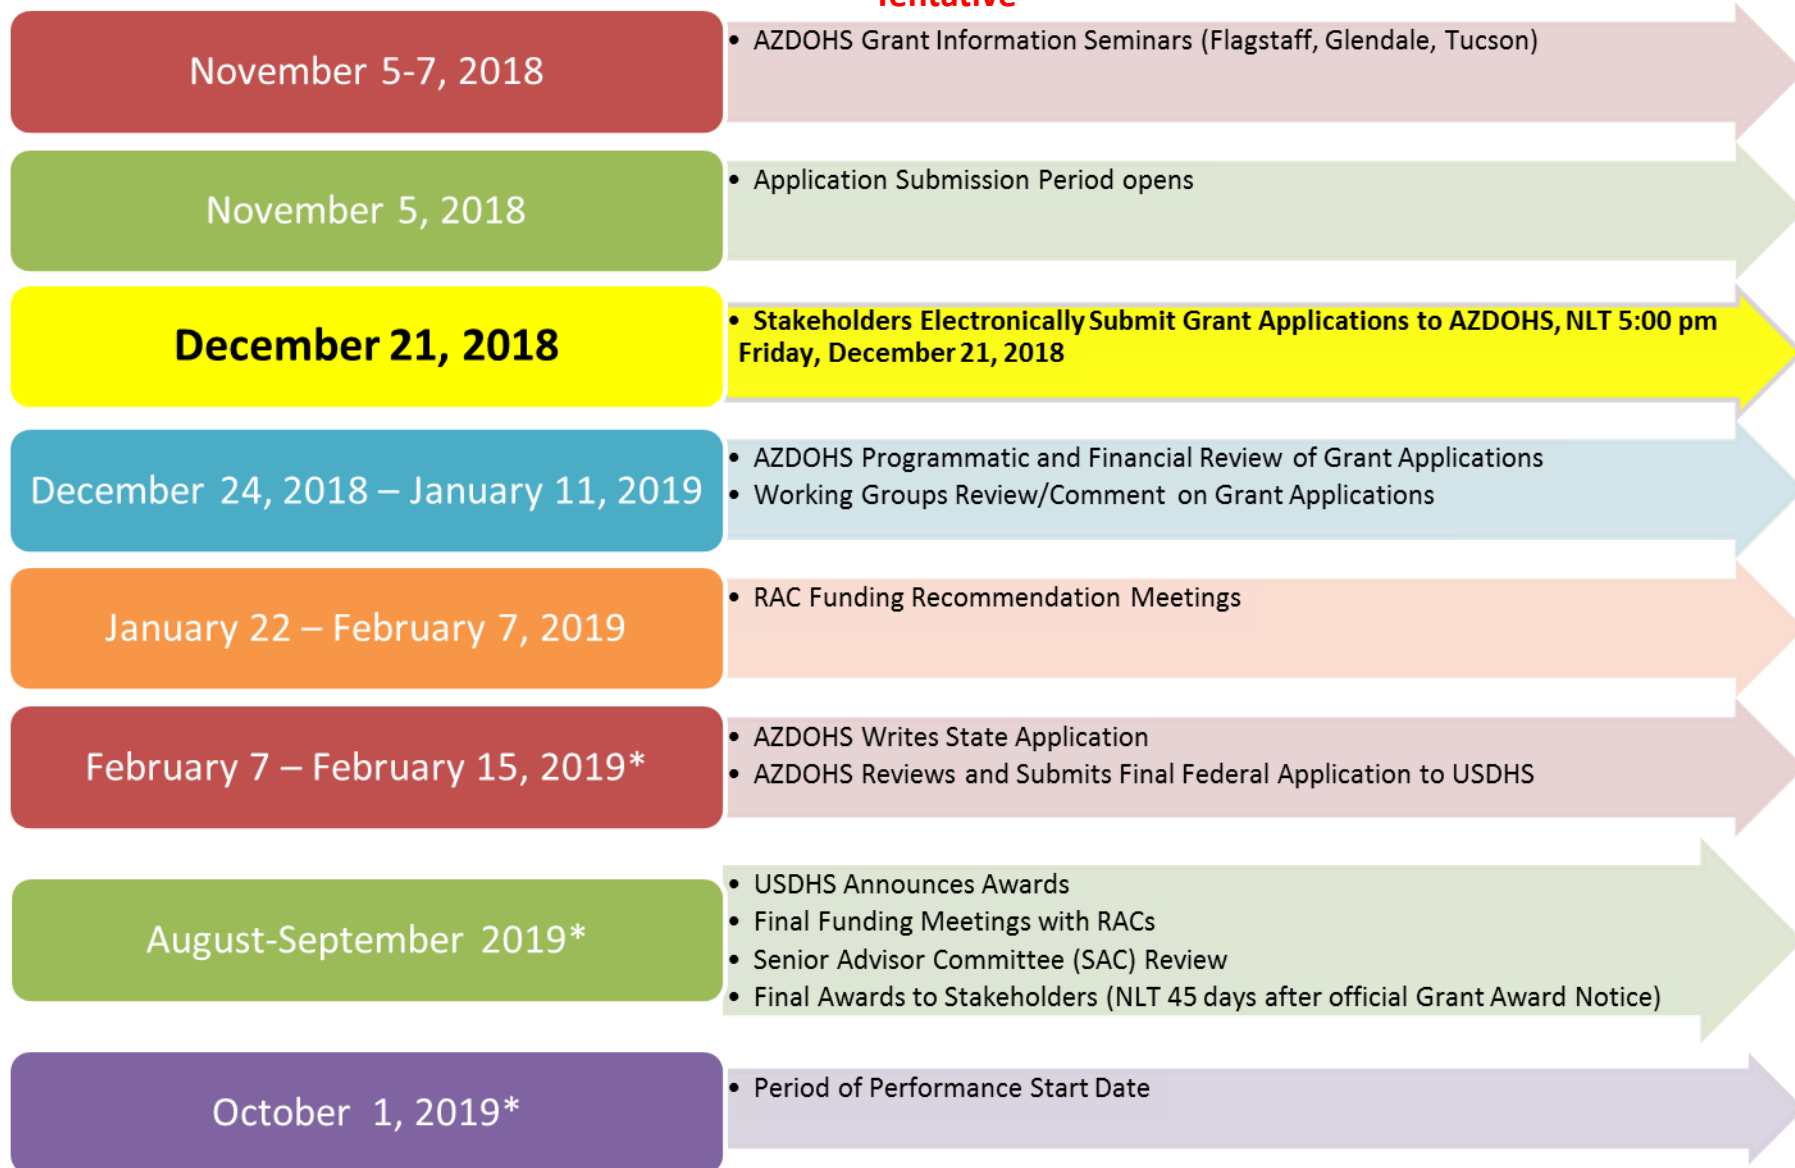 Tentative
November 5-7, 2018
• AZDOHS Grant Information Seminars (Flagstaff, Glendale, Tucson)
November 5, 2018
• Application Submission Period opens
December 21, 2018
• Stakeholders Electronically Submit Grant Applications to AZDOHS, NLT 5:00 pm
Friday, December 21, 2018
December 24, 2018 – January 11, 2019
• AZDOHS Programmatic and Financial Review of Grant Applications
• Working Groups Review/Comment on Grant Applications
January 22 – February 7, 2019
• RAC Funding Recommendation Meetings
February 7 – February 15, 2019*
• AZDOHS Writes State Application
• AZDOHS Reviews and Submits Final Federal Application to USDHS
August-September 2019*
• USDHS Announces Awards
• Final Funding Meetings with RACs
• Senior Advisor Committee (SAC) Review
• Final Awards to Stakeholders (NLT 45 days after official Grant Award Notice)
October 1, 2019*
• Period of Performance Start Date